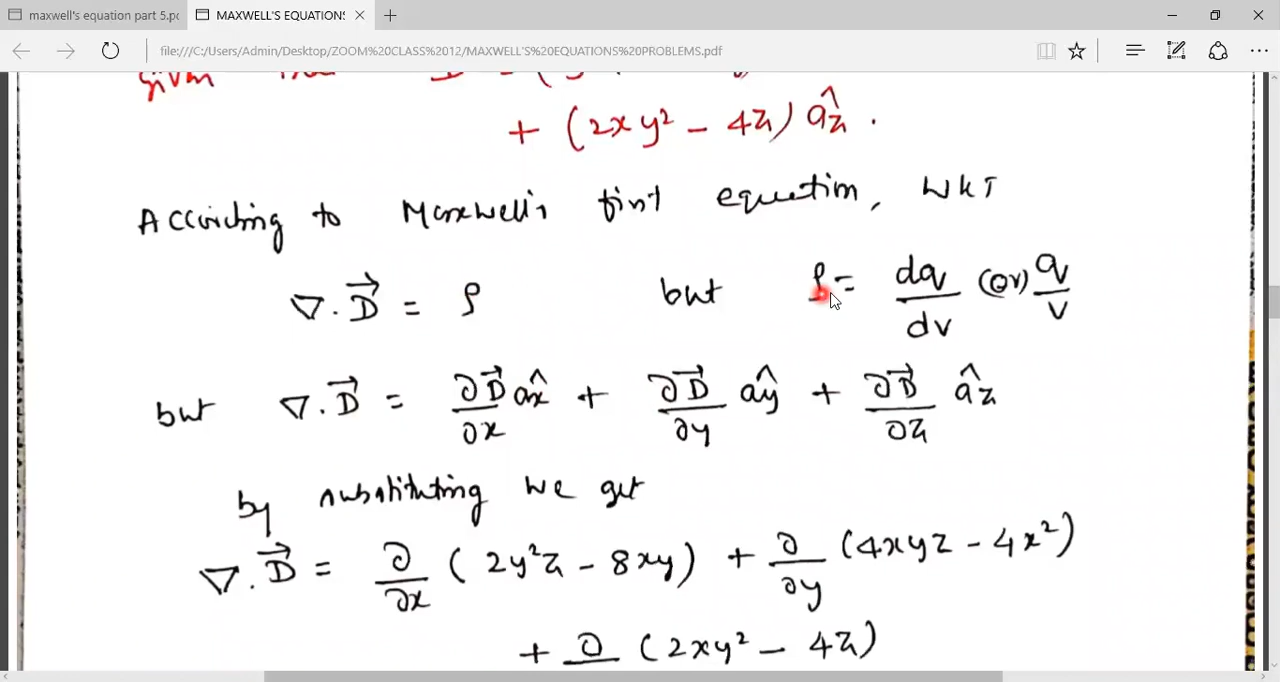 maxwell's equation part 5.pd
MAXWELL'S EQUATIONS
file:///C:/Users/Admin/Desktop/ZOOM%20CLASS%2012/MAXWELL'S%20EQUATIONS%20PROBLEMS.pdf
given
+ (2xy² - 4z) âz .
According to Maxwell's first equation, WKT
∇. D⃗ = ρ but ρ = dq/dv (or) q/v
but ∇. D⃗ = ∂D⃗/∂x âx + ∂D⃗/∂y ây + ∂D⃗/∂z âz
by substituting we get
∇. D⃗ = ∂/∂x (2y²z - 8xy) + ∂/∂y (4xyz - 4x²)
+ ∂ (2xy² - 4z)